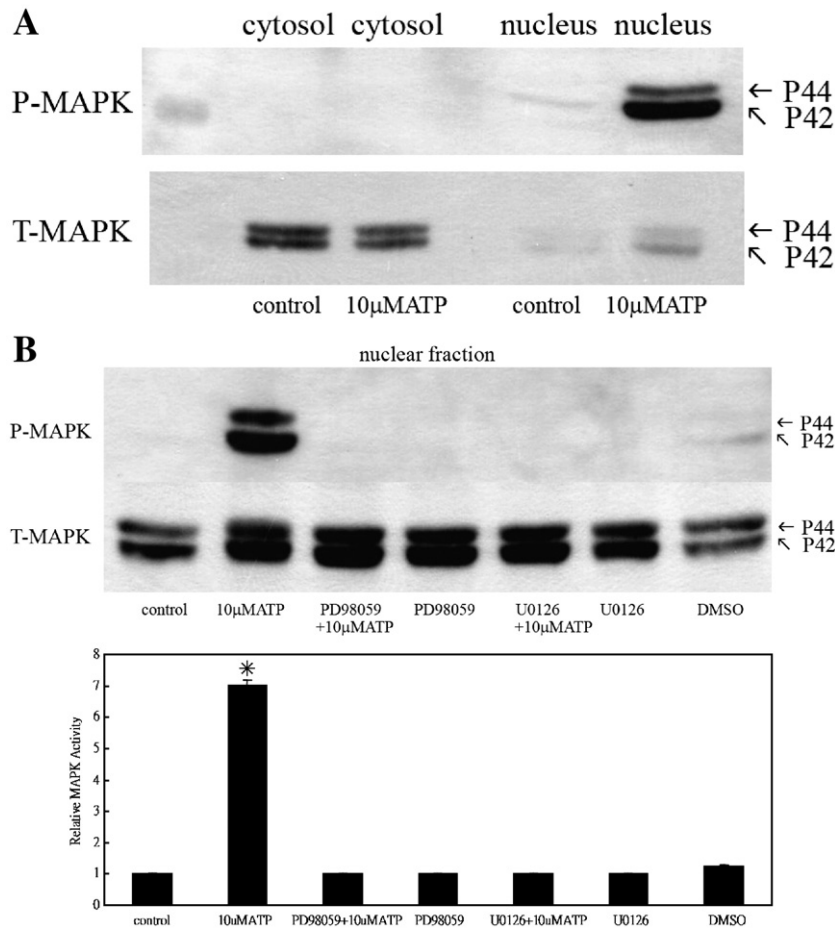 A
cytosol cytosol nucleus nucleus
P-MAPK
← P44
↖ P42
T-MAPK
← P44
↖ P42
control 10μMATP control 10μMATP
B
nuclear fraction
P-MAPK
← P44
↖ P42
T-MAPK
← P44
↖ P42
control 10μMATP PD98059 PD98059 U0126 U0126 DMSO
+10μMATP +10μMATP
8
7
6
5
4
3
2
1
0
Relative MAPK Activity
*
control 10uMATP PD98059+10uMATP PD98059 U0126+10uMATP U0126 DMSO